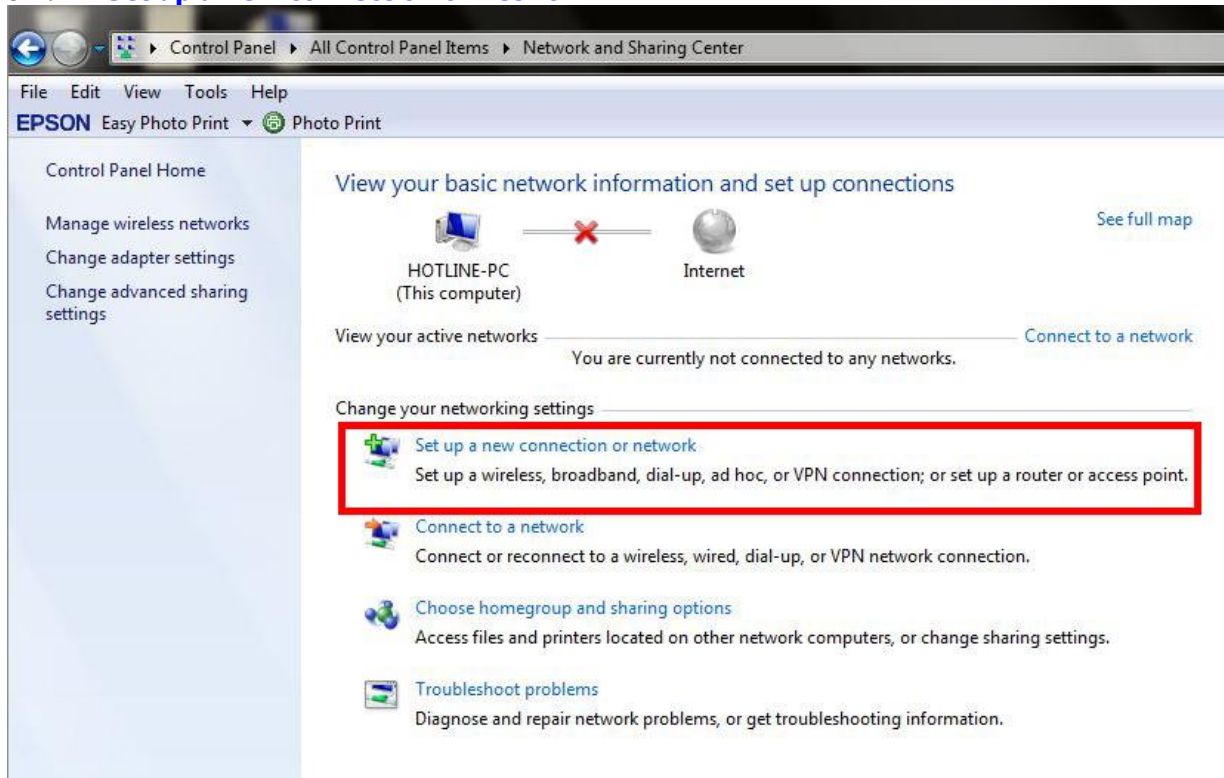 Control Panel ▸ All Control Panel Items ▸ Network and Sharing Center
File Edit View Tools Help
EPSON Easy Photo Print Photo Print
Control Panel Home
Manage wireless networks
Change adapter settings
Change advanced sharing
settings
View your basic network information and set up connections
See full map
HOTLINE-PC
(This computer)
Internet
View your active networks
Connect to a network
You are currently not connected to any networks.
Change your networking settings
Set up a new connection or network
Set up a wireless, broadband, dial-up, ad hoc, or VPN connection; or set up a router or access point.
Connect to a network
Connect or reconnect to a wireless, wired, dial-up, or VPN network connection.
Choose homegroup and sharing options
Access files and printers located on other network computers, or change sharing settings.
Troubleshoot problems
Diagnose and repair network problems, or get troubleshooting information.